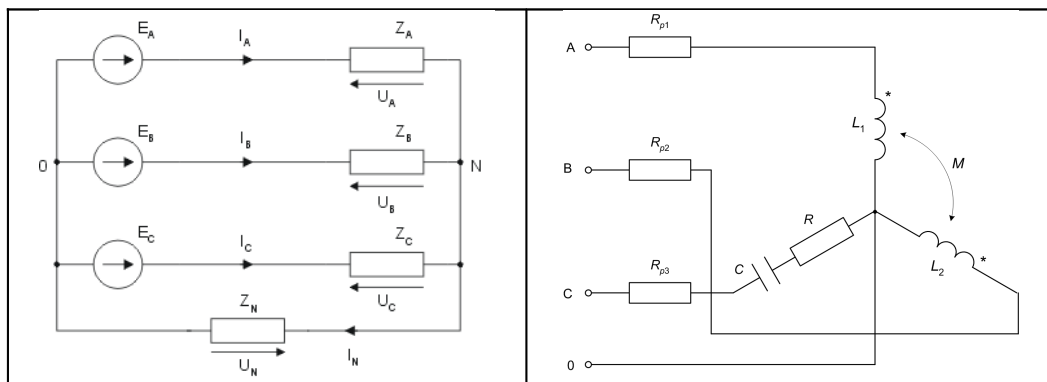 E_A I_A Z_A
U_A
E_B I_B Z_B
0 N
U_B
E_C I_C Z_C
Z_N U_C
U_N I_N
R_p1
A
*
L_1
M
R_p2
B
R
C
L_2 *
R_p3
C
0